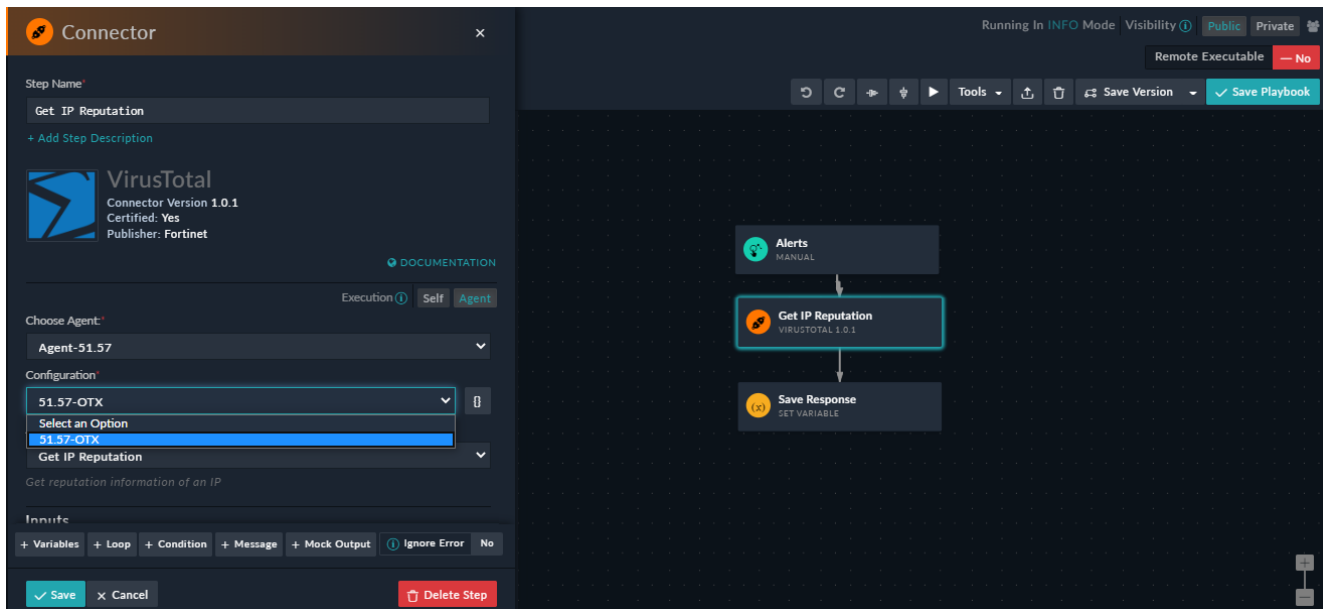 Connector
×
Step Name*
Get IP Reputation
+ Add Step Description
VirusTotal
Connector Version 1.0.1
Certified: Yes
Publisher: Fortinet
DOCUMENTATION
Execution Self Agent
Choose Agent:*
Agent-51.57
Configuration*
51.57-OTX
{}
Select an Option
51.57-OTX
Get IP Reputation
Get reputation information of an IP
Inputs
+ Variables + Loop + Condition + Message + Mock Output Ignore Error No
Save × Cancel Delete Step
Running In INFO Mode Visibility Public Private
Remote Executable — No
Tools Save Version Save Playbook
Alerts
MANUAL
Get IP Reputation
VIRUSTOTAL 1.0.1
(x) Save Response
SET VARIABLE
+
−